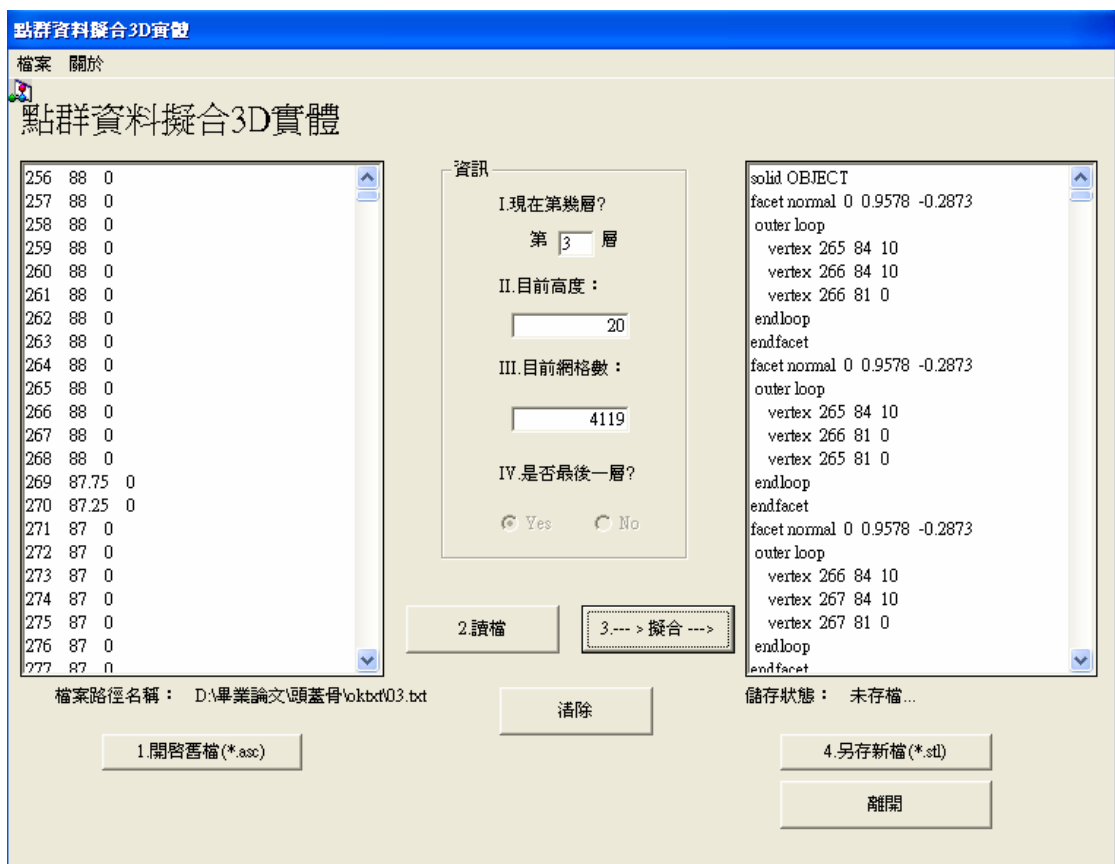 點群資料擬合3D實體
檔案 關於
點群資料擬合3D實體
256 88 0
257 88 0
258 88 0
259 88 0
260 88 0
261 88 0
262 88 0
263 88 0
264 88 0
265 88 0
266 88 0
267 88 0
268 88 0
269 87.75 0
270 87.25 0
271 87 0
272 87 0
273 87 0
274 87 0
275 87 0
276 87 0
277 87 0
檔案路徑名稱： D:\畢業論文\頭蓋骨\oktxt\03.txt
1.開啓舊檔(*.asc)
資訊
I.現在第幾層?
第 3 層
II.目前高度：
20
III.目前網格數：
4119
IV.是否最後一層?
Yes No
2.讀檔
3.--- > 擬合 --->
清除
solid OBJECT
facet normal 0 0.9578 -0.2873
outer loop
vertex 265 84 10
vertex 266 84 10
vertex 266 81 0
endloop
endfacet
facet normal 0 0.9578 -0.2873
outer loop
vertex 265 84 10
vertex 266 81 0
vertex 265 81 0
endloop
endfacet
facet normal 0 0.9578 -0.2873
outer loop
vertex 266 84 10
vertex 267 84 10
vertex 267 81 0
endloop
endfacet
儲存狀態： 未存檔...
4.另存新檔(*.stl)
離開